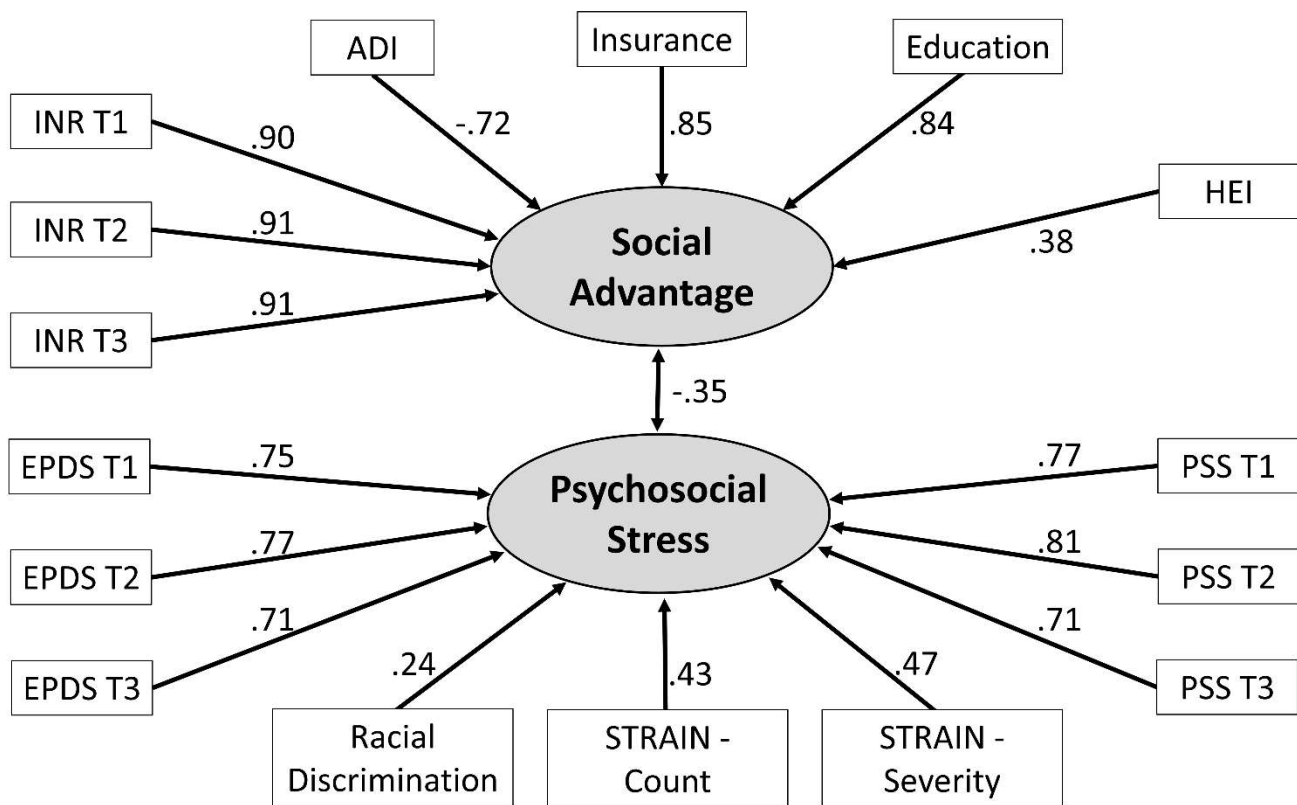 Insurance
ADI
Education
INR T1
.90
-.72
.85
.84
HEI
INR T2
.91
Social
Advantage
.38
INR T3
.91
-.35
EPDS T1
.75
Psychosocial
Stress
.77
PSS T1
EPDS T2
.77
.81
PSS T2
EPDS T3
.71
.24
.43
.47
.71
PSS T3
Racial
Discrimination
STRAIN -
Count
STRAIN -
Severity